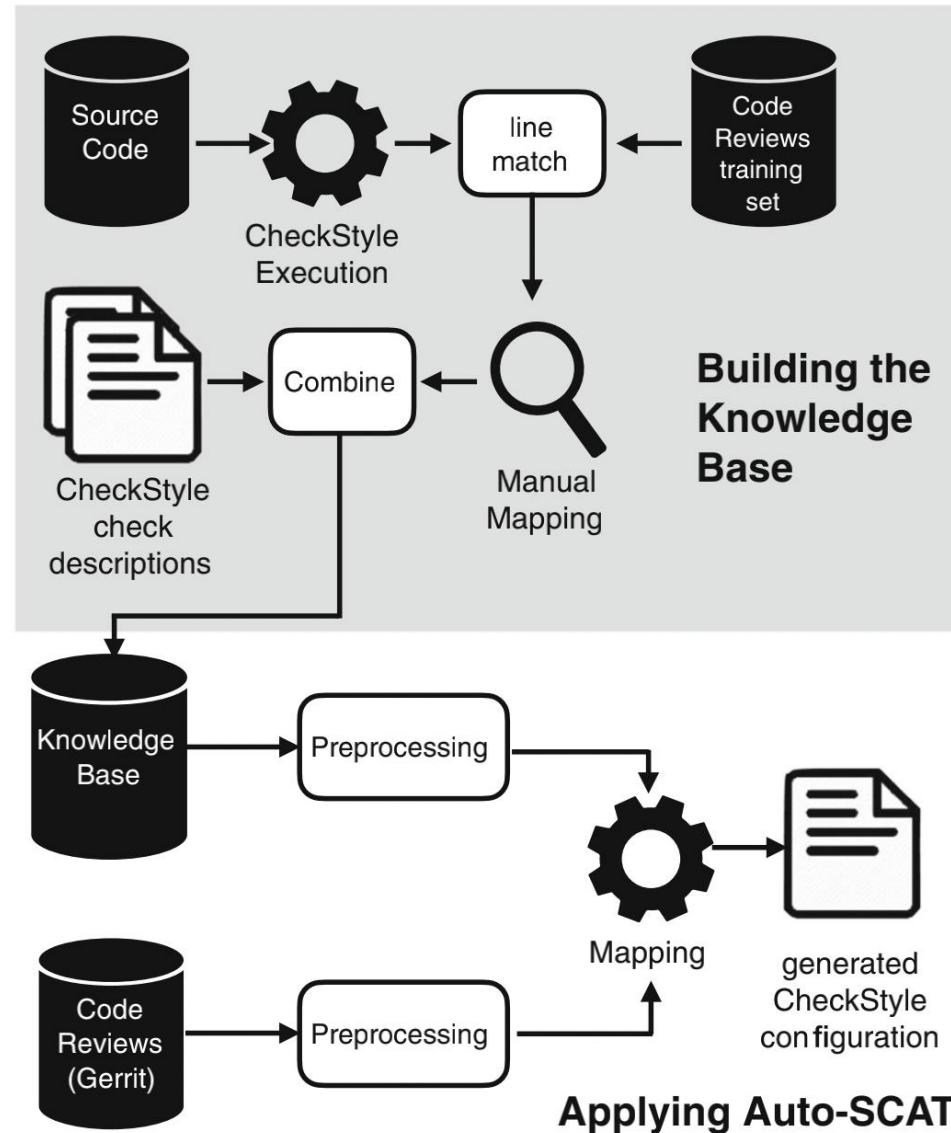 Source
Code
CheckStyle
Execution
line
match
Code
Reviews
training
set
CheckStyle
check
descriptions
Combine
Manual
Mapping
Building the
Knowledge
Base
Knowledge
Base
Preprocessing
Mapping
generated
CheckStyle
configuration
Code
Reviews
(Gerrit)
Preprocessing
Applying Auto-SCAT